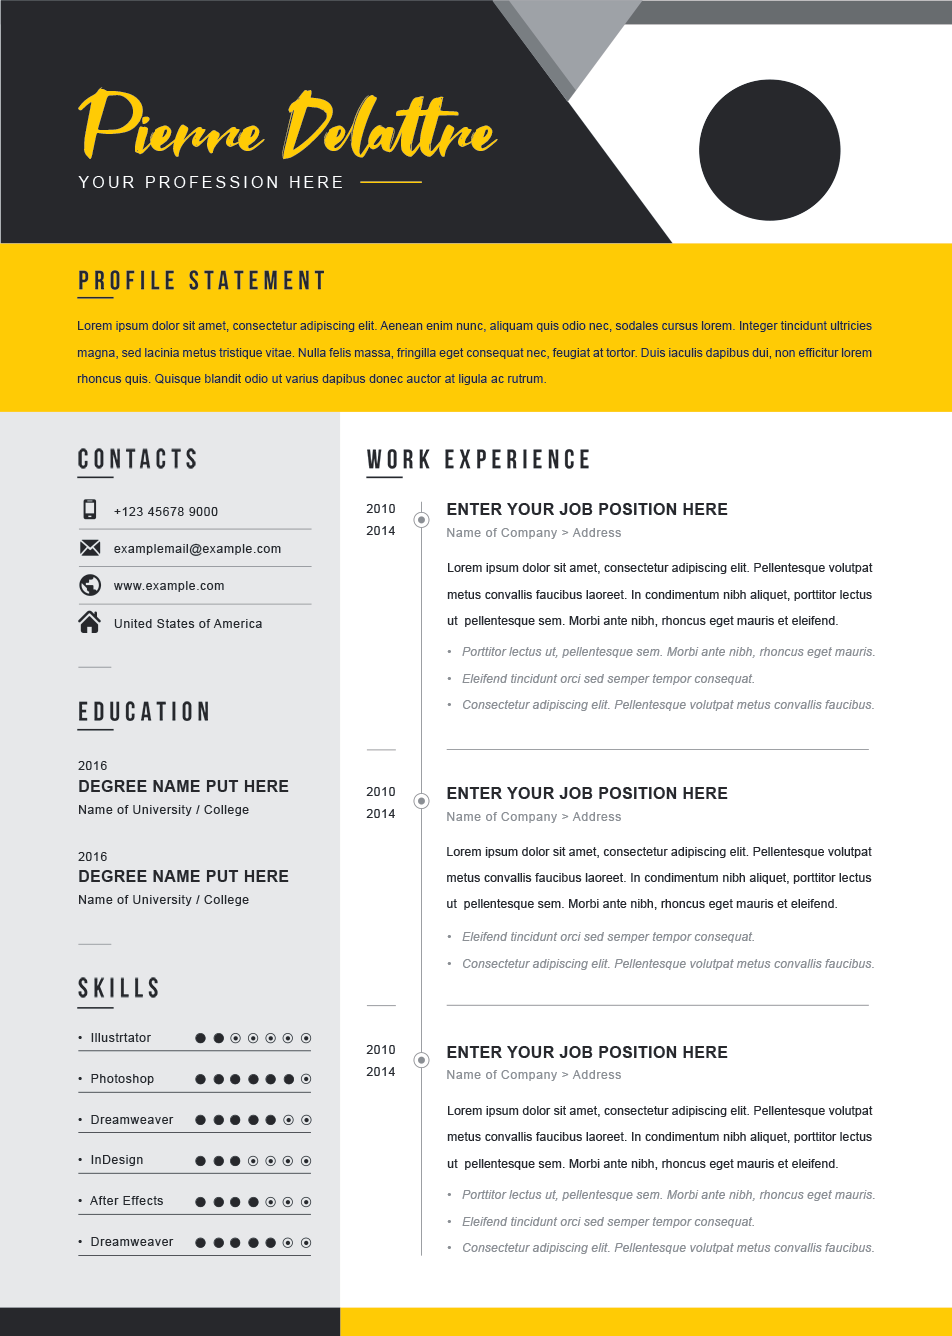 Pierre Delattre
YOUR PROFESSION HERE
PROFILE STATEMENT
Lorem ipsum dolor sit amet, consectetur adipiscing elit. Aenean enim nunc, aliquam quis odio nec, sodales cursus lorem. Integer tincidunt ultricies
magna, sed lacinia metus tristique vitae. Nulla felis massa, fringilla eget consequat nec, feugiat at tortor. Duis iaculis dapibus dui, non efficitur lorem
rhoncus quis. Quisque blandit odio ut varius dapibus donec auctor at ligula ac rutrum.
CONTACTS
+123 45678 9000
examplemail@example.com
www.example.com
United States of America
EDUCATION
2016
DEGREE NAME PUT HERE
Name of University / College
2016
DEGREE NAME PUT HERE
Name of University / College
SKILLS
• Illustrtator
• Photoshop
• Dreamweaver
• InDesign
• After Effects
• Dreamweaver
WORK EXPERIENCE
2010
2014
ENTER YOUR JOB POSITION HERE
Name of Company > Address
Lorem ipsum dolor sit amet, consectetur adipiscing elit. Pellentesque volutpat
metus convallis faucibus laoreet. In condimentum nibh aliquet, porttitor lectus
ut pellentesque sem. Morbi ante nibh, rhoncus eget mauris et eleifend.
• Porttitor lectus ut, pellentesque sem. Morbi ante nibh, rhoncus eget mauris.
• Eleifend tincidunt orci sed semper tempor consequat.
• Consectetur adipiscing elit. Pellentesque volutpat metus convallis faucibus.
2010
2014
ENTER YOUR JOB POSITION HERE
Name of Company > Address
Lorem ipsum dolor sit amet, consectetur adipiscing elit. Pellentesque volutpat
metus convallis faucibus laoreet. In condimentum nibh aliquet, porttitor lectus
ut pellentesque sem. Morbi ante nibh, rhoncus eget mauris et eleifend.
• Eleifend tincidunt orci sed semper tempor consequat.
• Consectetur adipiscing elit. Pellentesque volutpat metus convallis faucibus.
2010
2014
ENTER YOUR JOB POSITION HERE
Name of Company > Address
Lorem ipsum dolor sit amet, consectetur adipiscing elit. Pellentesque volutpat
metus convallis faucibus laoreet. In condimentum nibh aliquet, porttitor lectus
ut pellentesque sem. Morbi ante nibh, rhoncus eget mauris et eleifend.
• Porttitor lectus ut, pellentesque sem. Morbi ante nibh, rhoncus eget mauris.
• Eleifend tincidunt orci sed semper tempor consequat.
• Consectetur adipiscing elit. Pellentesque volutpat metus convallis faucibus.